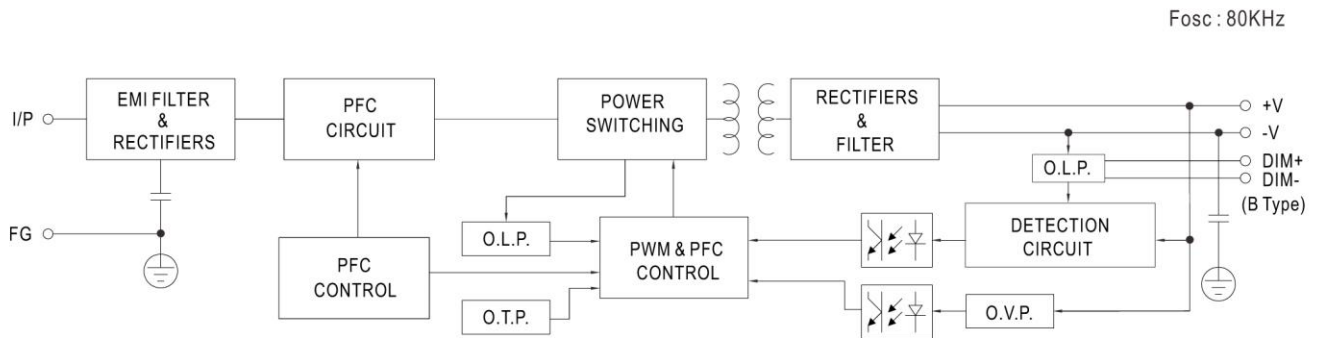 Fosc : 80KHz
I/P
EMI FILTER
&
RECTIFIERS
PFC
CIRCUIT
POWER
SWITCHING
RECTIFIERS
&
FILTER
+V
-V
O.L.P.
DIM+
DIM-
(B Type)
FG
PFC
CONTROL
O.L.P.
O.T.P.
PWM & PFC
CONTROL
DETECTION
CIRCUIT
O.V.P.